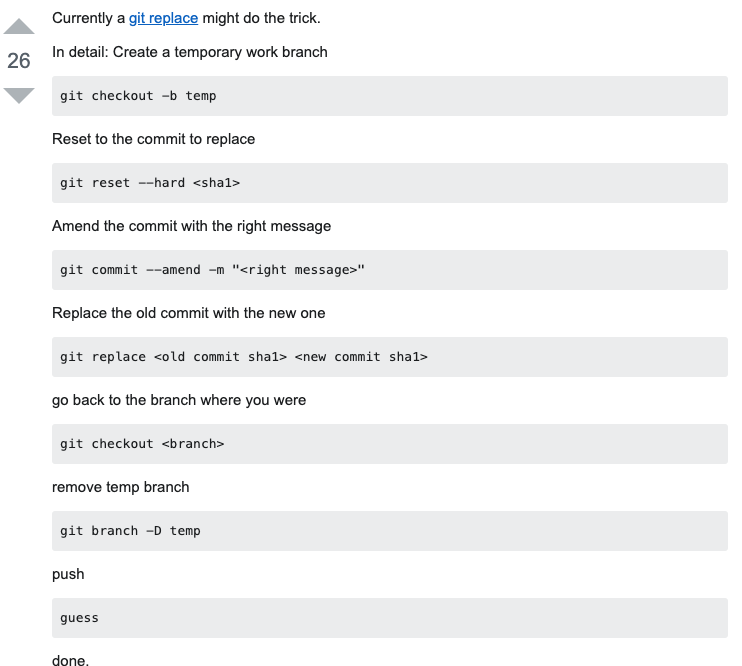 Currently a git replace might do the trick.
26
In detail: Create a temporary work branch
git checkout -b temp
Reset to the commit to replace
git reset --hard <sha1>
Amend the commit with the right message
git commit --amend -m "<right message>"
Replace the old commit with the new one
git replace <old commit sha1> <new commit sha1>
go back to the branch where you were
git checkout <branch>
remove temp branch
git branch -D temp
push
guess
done.